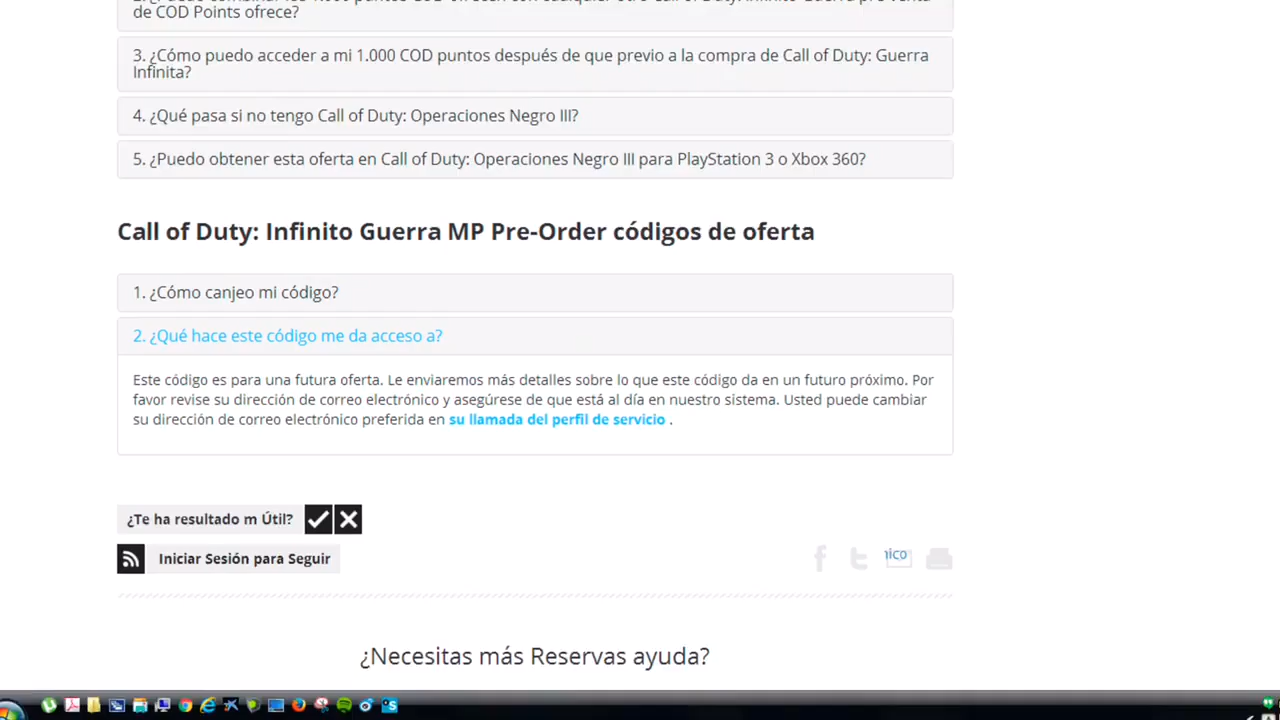 de COD Points ofrece?
3. ¿Cómo puedo acceder a mi 1.000 COD puntos después de que previo a la compra de Call of Duty: Guerra
Infinita?
4. ¿Qué pasa si no tengo Call of Duty: Operaciones Negro III?
5. ¿Puedo obtener esta oferta en Call of Duty: Operaciones Negro III para PlayStation 3 o Xbox 360?
Call of Duty: Infinito Guerra MP Pre-Order códigos de oferta
1. ¿Cómo canjeo mi código?
2. ¿Qué hace este código me da acceso a?
Este código es para una futura oferta. Le enviaremos más detalles sobre lo que este código da en un futuro próximo. Por
favor revise su dirección de correo electrónico y asegúrese de que está al día en nuestro sistema. Usted puede cambiar
su dirección de correo electrónico preferida en su llamada del perfil de servicio .
¿Te ha resultado m Útil?
Iniciar Sesión para Seguir
nico
¿Necesitas más Reservas ayuda?